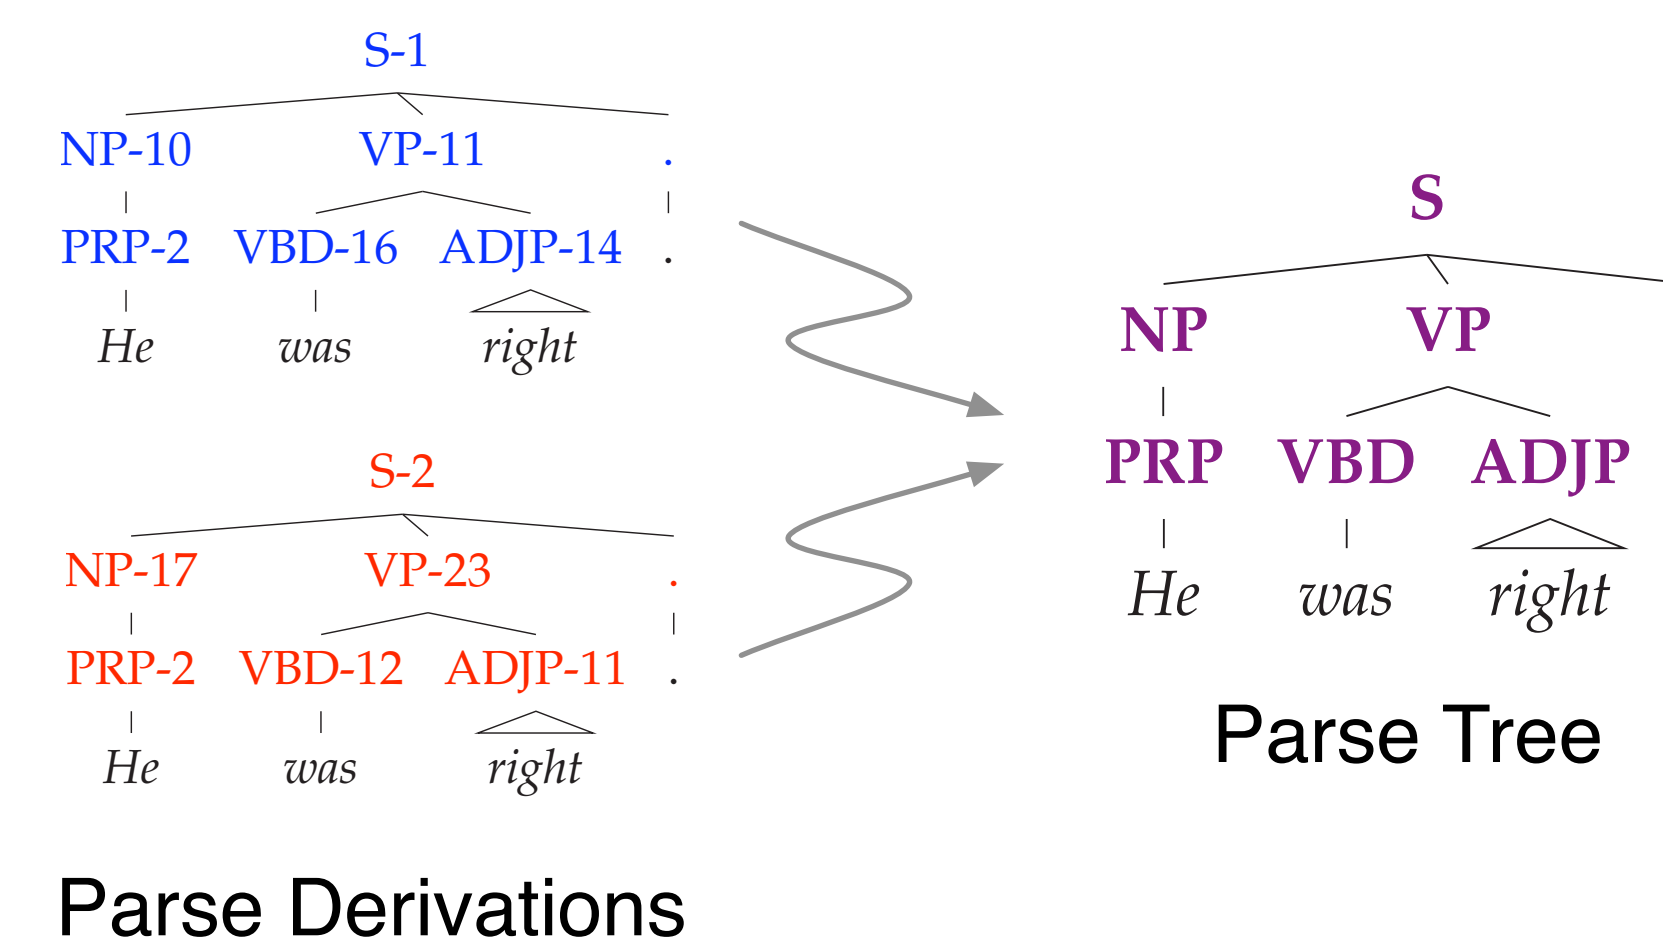 S-1
NP-10 VP-11 .
PRP-2 VBD-16 ADJP-14 .
He was right
S-2
NP-17 VP-23 .
PRP-2 VBD-12 ADJP-11 .
He was right
Parse Derivations
S
NP VP
PRP VBD ADJP
He was right
Parse Tree